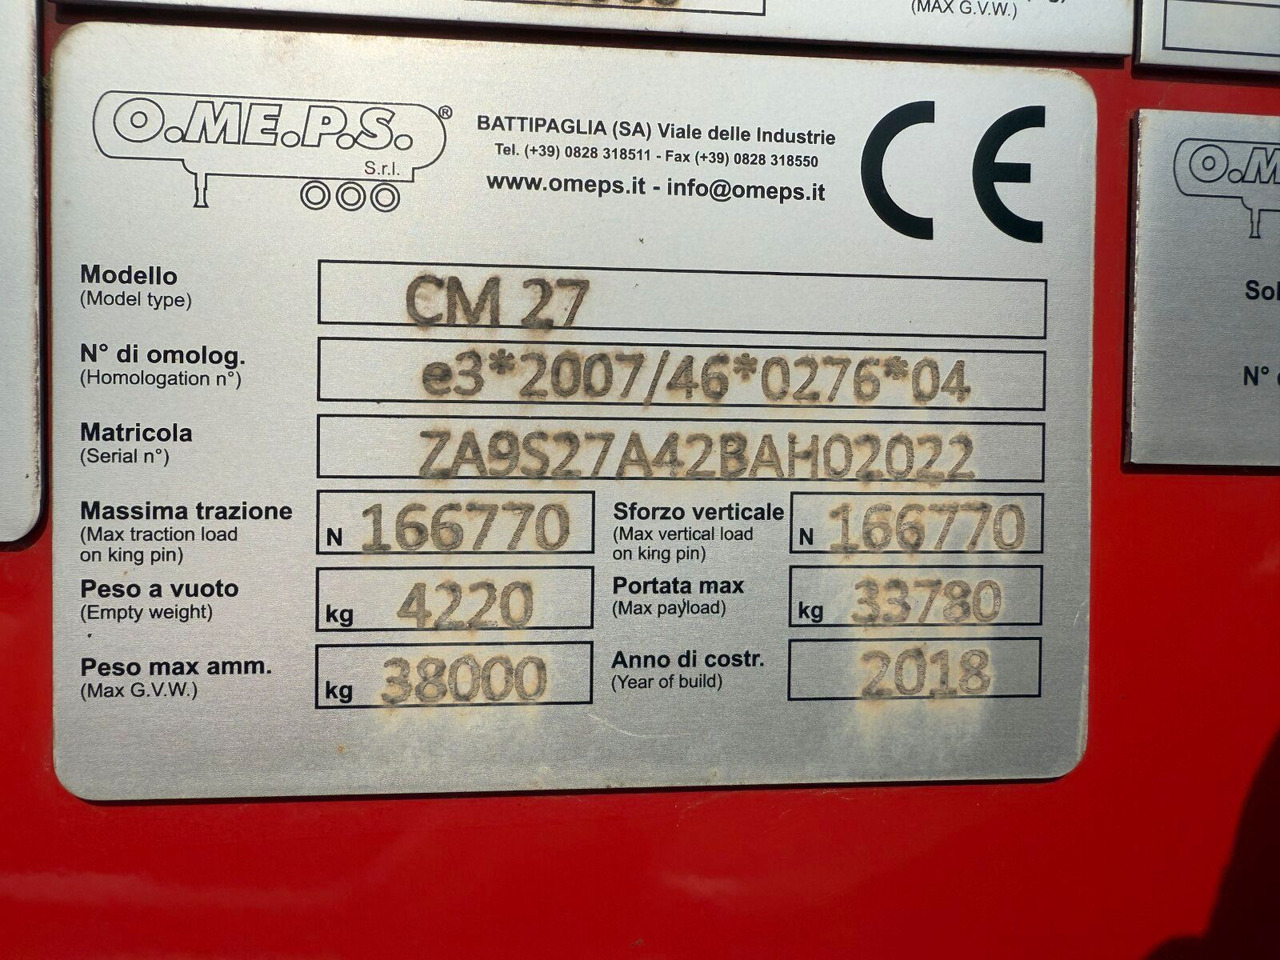 (MAX G.V.W.)
O.ME.P.S.®
S.r.l.
BATTIPAGLIA (SA) Viale delle Industrie
Tel. (+39) 0828 318511 - Fax (+39) 0828 318550
www.omeps.it - info@omeps.it
CE
Modello
(Model type)
CM 27
N° di omolog.
(Homologation n°)
e3*2007/46*0276*04
Matricola
(Serial n°)
ZA9S27A42BAH02022
Massima trazione
(Max traction load
on king pin)
N 166770
Sforzo verticale
(Max vertical load
on king pin)
N 166770
Peso a vuoto
(Empty weight)
kg 4220
Portata max
(Max payload)
kg 33780
Peso max amm.
(Max G.V.W.)
kg 38000
Anno di costr.
(Year of build)
2018
O.M
Sol
N°